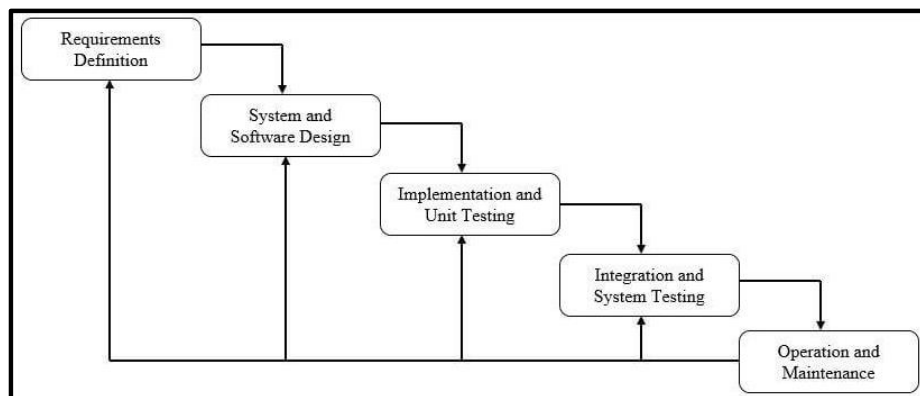 Requirements
Definition
System and
Software Design
Implementation and
Unit Testing
Integration and
System Testing
Operation and
Maintenance